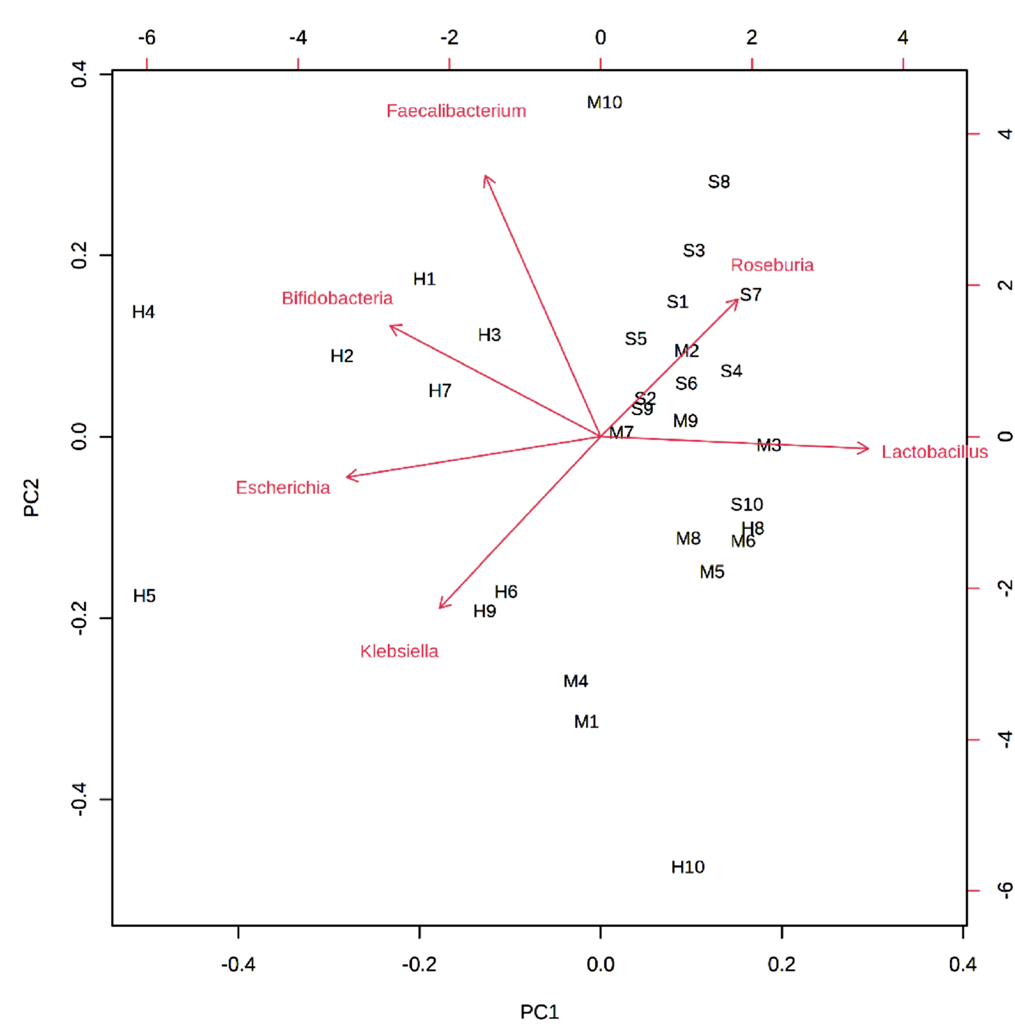 -6 -4 -2 0 2 4
0.4
M10
Faecalibacterium
4
S8
S3
0.2
Roseburia
H1
2
S7
Bifidobacteria
S1
H4
H3
S5
M2
H2
S4
S6
H7
S2
S9
M9
M7
0.0
0
M3
Lactobacillus
Escherichia
PC2
S10
H8
M8
M6
M5
H6
H5
-2
H9
-0.2
Klebsiella
M4
M1
-4
-0.4
H10
-6
-0.4 -0.2 0.0 0.2 0.4
PC1